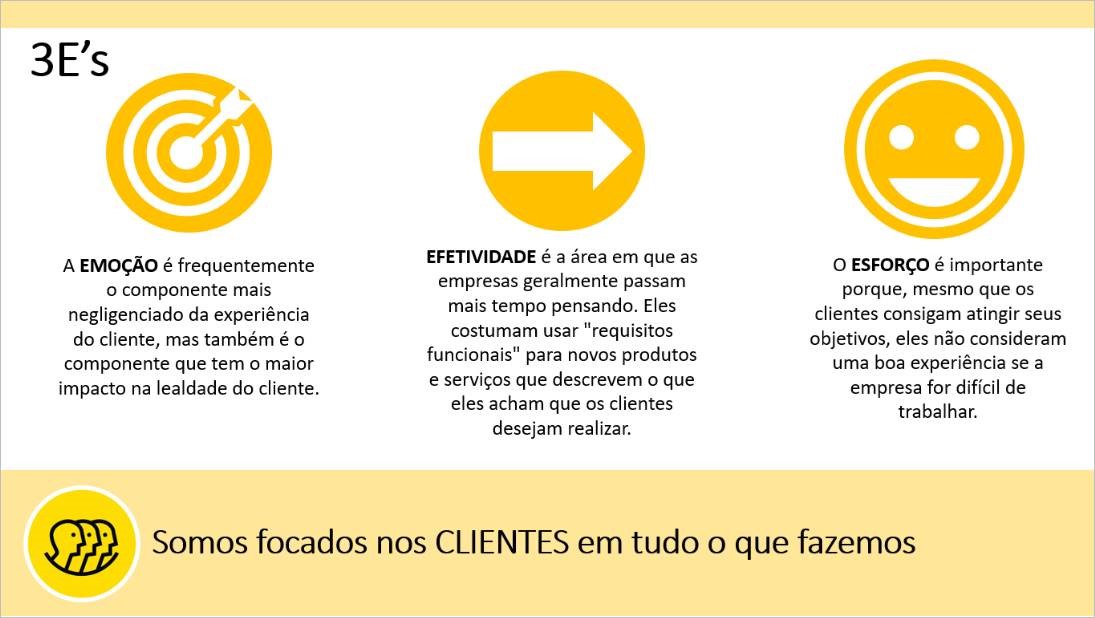 3E's
A EMOÇÃO é frequentemente
o componente mais
negligenciado da experiência
do cliente, mas também é o
componente que tem o maior
impacto na lealdade do cliente.
EFETIVIDADE é a área em que as
empresas geralmente passam
mais tempo pensando. Eles
costumam usar "requisitos
funcionais" para novos produtos
e serviços que descrevem o que
eles acham que os clientes
desejam realizar.
O ESFORÇO é importante
porque, mesmo que os
clientes consigam atingir seus
objetivos, eles não consideram
uma boa experiência se a
empresa for difícil de
trabalhar.
Somos focados nos CLIENTES em tudo o que fazemos